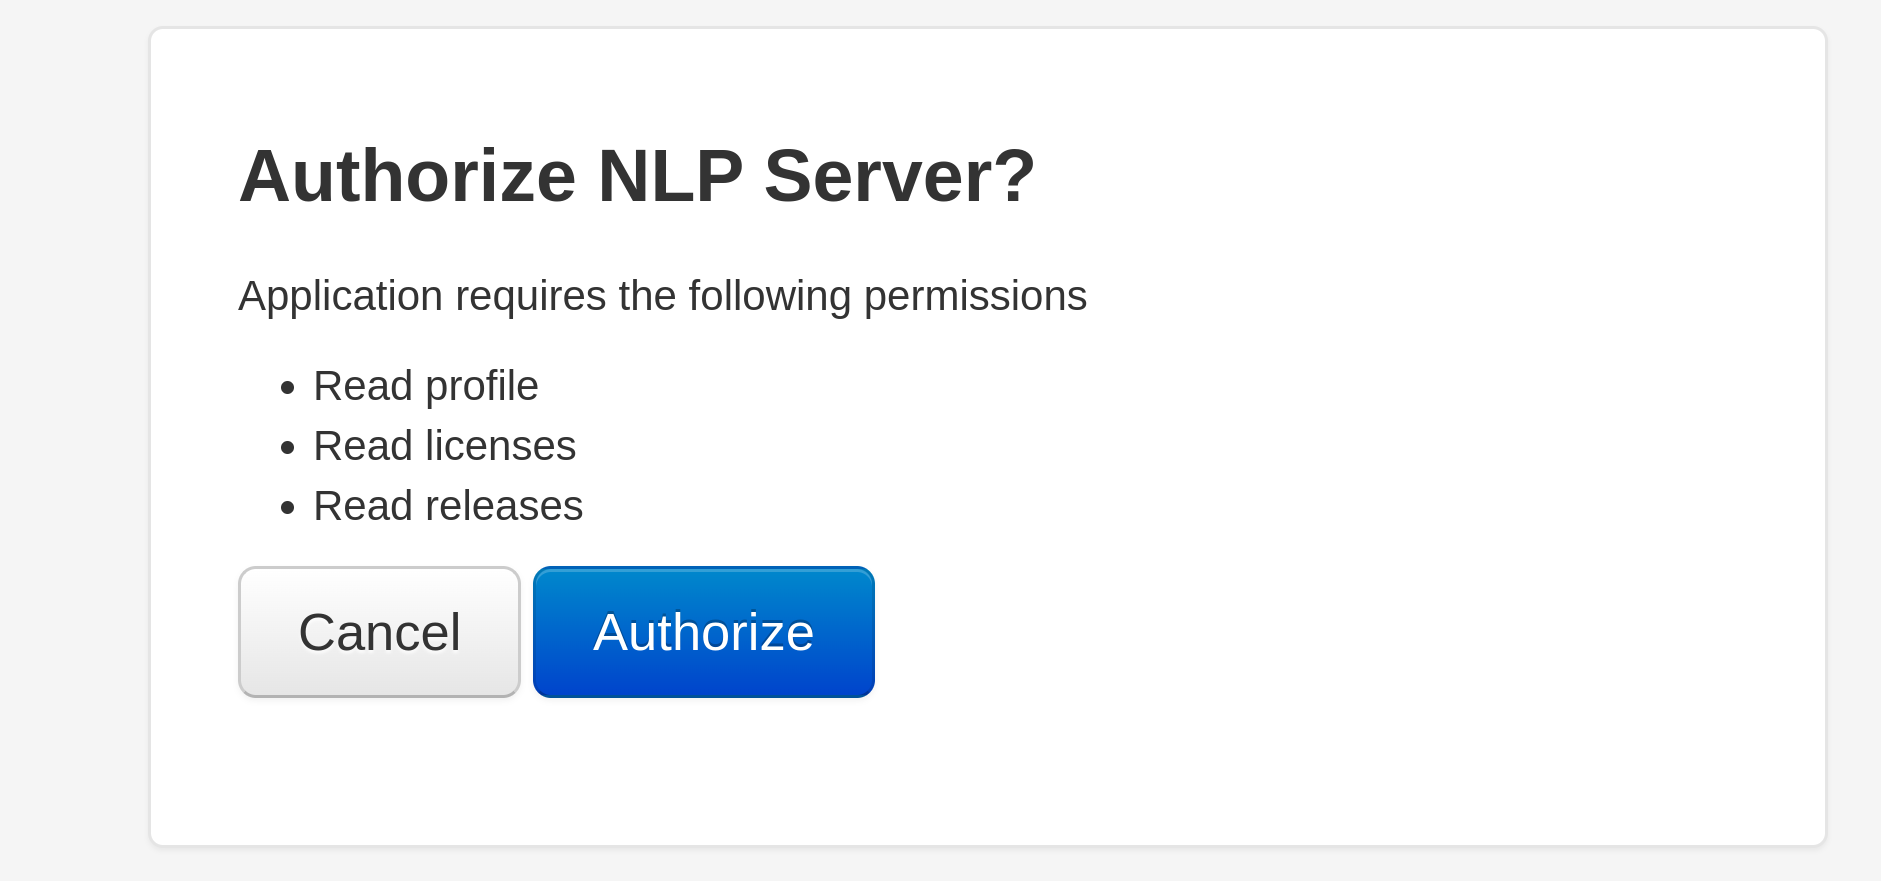 Authorize NLP Server?
Application requires the following permissions
Read profile
Read licenses
Read releases
Cancel Authorize